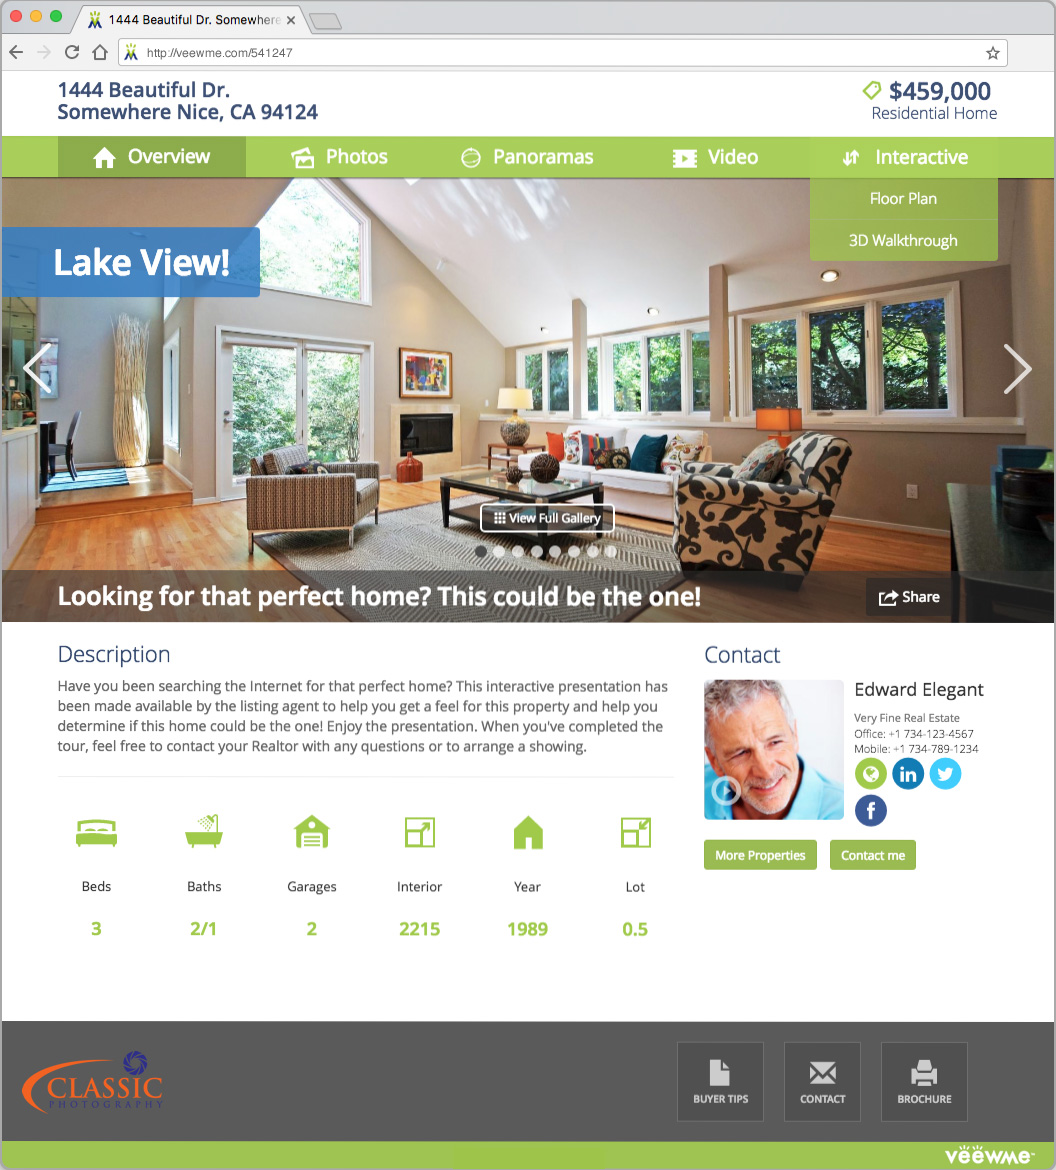 1444 Beautiful Dr. Somewhere
http://veewme.com/541247
1444 Beautiful Dr.
Somewhere Nice, CA 94124
$459,000
Residential Home
Overview
Photos
Panoramas
Video
Interactive
Floor Plan
3D Walkthrough
Lake View!
View Full Gallery
Looking for that perfect home? This could be the one!
Share
Description
Have you been searching the Internet for that perfect home? This interactive presentation has
been made available by the listing agent to help you get a feel for this property and help you
determine if this home could be the one! Enjoy the presentation. When you've completed the
tour, feel free to contact your Realtor with any questions or to arrange a showing.
Contact
Edward Elegant
Very Fine Real Estate
Office: +1 734-123-4567
Mobile: +1 734-789-1234
in
f
More Properties
Contact me
Beds
Baths
Garages
Interior
Year
Lot
3
2/1
2
2215
1989
0.5
CLASSIC
PHOTOGRAPHY
BUYER TIPS
CONTACT
BROCHURE
veewme